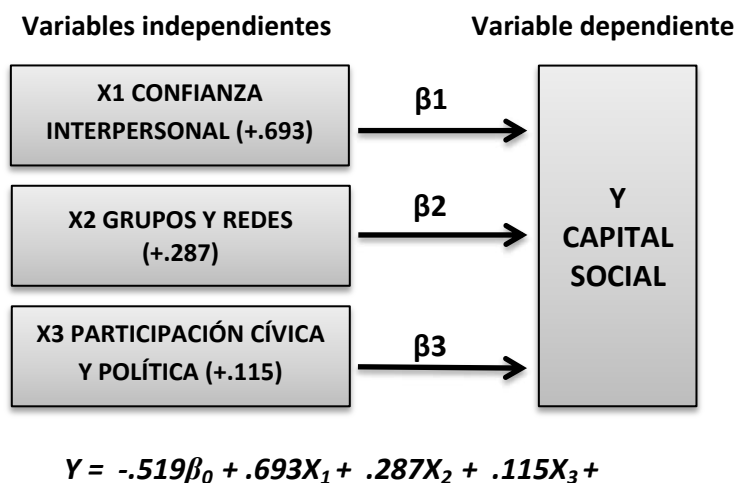 Variables independientes
Variable dependiente
X1 CONFIANZA
INTERPERSONAL (+.693)
β1
X2 GRUPOS Y REDES
(+.287)
β2
Y
CAPITAL
SOCIAL
X3 PARTICIPACIÓN CÍVICA
Y POLÍTICA (+.115)
β3
Y = -.519β₀ + .693X₁ + .287X₂ + .115X₃ +